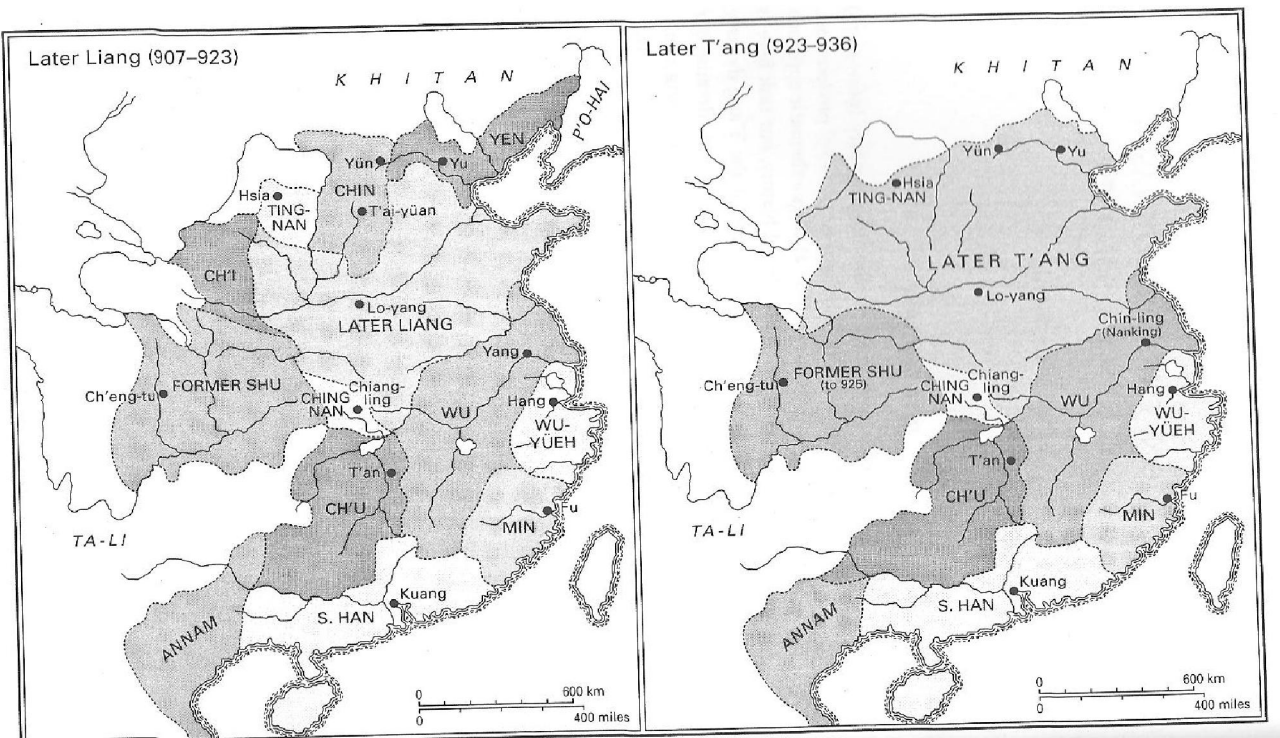 Later Liang (907–923)
KHITAN
P'O-HAI
YEN
Yün
Yu
CHIN
Hsia
TING-
NAN
T'ai-yüan
CH'I
Lo-yang
LATER LIANG
Yang
FORMER SHU
Ch'eng-tu
Chiang-
ling
CHING
NAN
WU
Hang
WU-
YÜEH
T'an
CH'U
MIN
Fu
TA-LI
Kuang
S. HAN
ANNAM
0 600 km
0 400 miles
Later T'ang (923–936)
KHITAN
Yün
Yu
Hsia
TING-NAN
LATER T'ANG
Lo-yang
Chin-ling
(Nanking)
FORMER SHU
(to 925)
Ch'eng-tu
Chiang-
ling
CHING
NAN
WU
Hang
WU-
YÜEH
T'an
CH'U
Fu
MIN
TA-LI
Kuang
S. HAN
ANNAM
0 600 km
0 400 miles